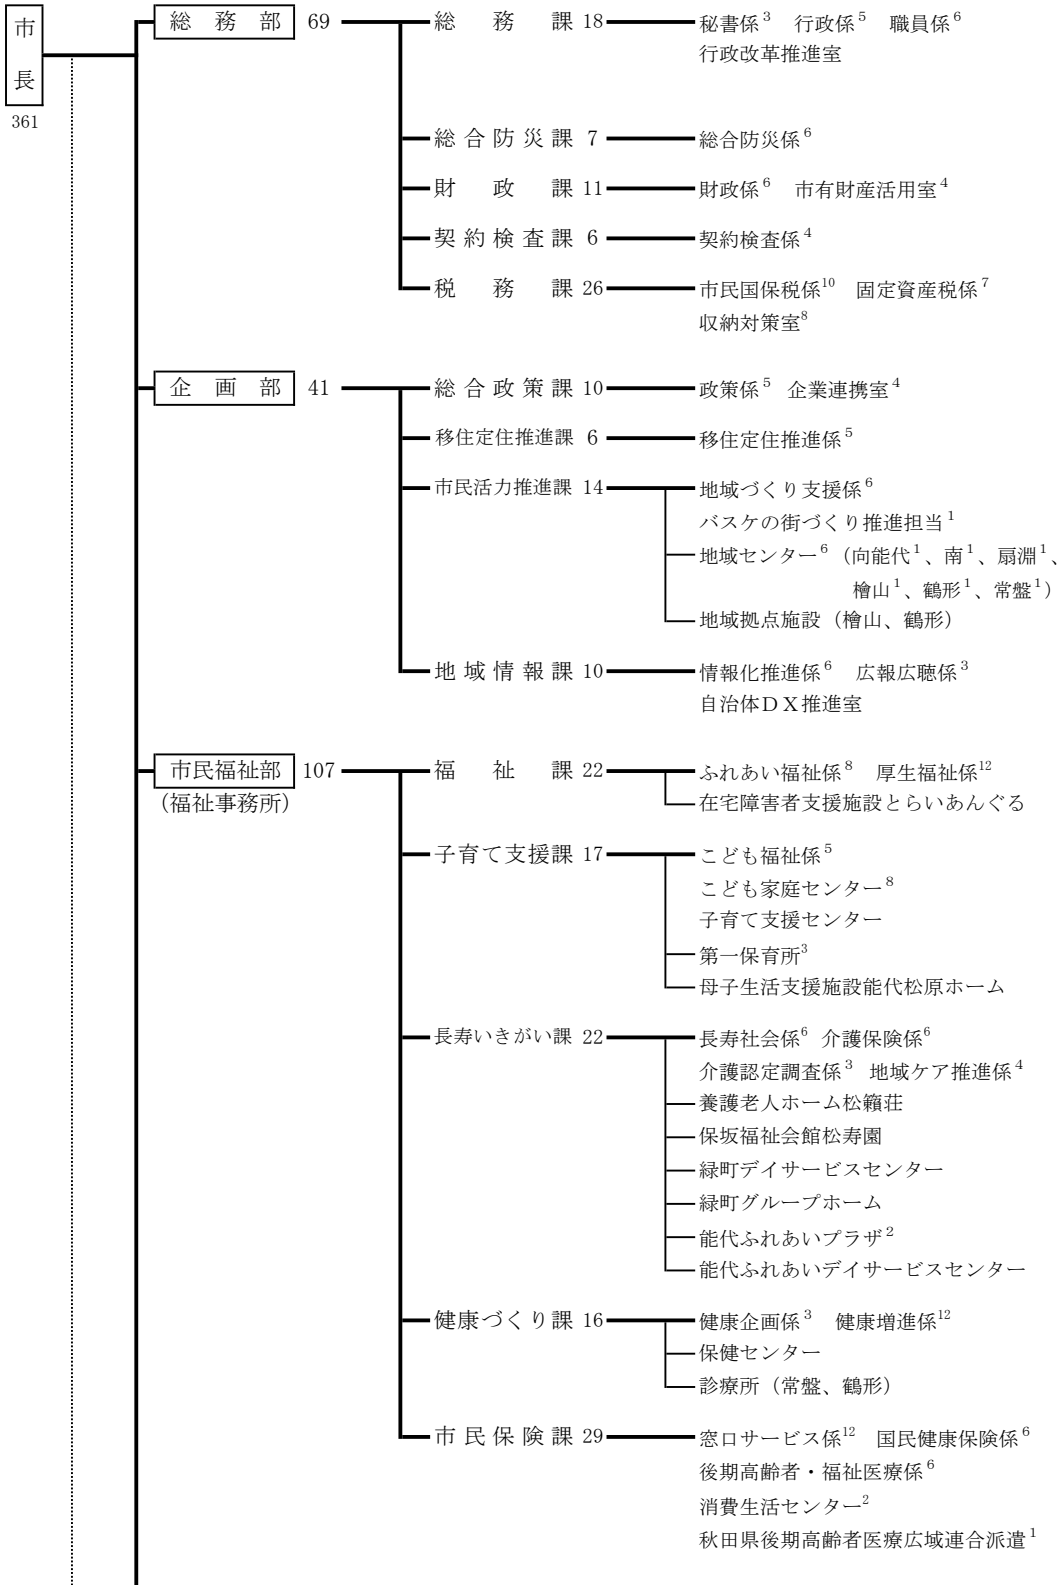 市長
361
総務部 69
総務課 18 秘書係3 行政係5 職員係6
行政改革推進室
総合防災課 7 総合防災係6
財政課 11 財政係6 市有財産活用室4
契約検査課 6 契約検査係4
税務課 26 市民国保税係10 固定資産税係7
収納対策室8
企画部 41
総合政策課 10 政策係5 企業連携室4
移住定住推進課 6 移住定住推進係5
市民活力推進課 14 地域づくり支援係6
バスケの街づくり推進担当1
地域センター6（向能代1、南1、扇淵1、
檜山1、鶴形1、常盤1）
地域拠点施設（檜山、鶴形）
地域情報課 10 情報化推進係6 広報広聴係3
自治体ＤＸ推進室
市民福祉部 107
（福祉事務所）
福祉課 22 ふれあい福祉係8 厚生福祉係12
在宅障害者支援施設とらいあんぐる
子育て支援課 17 こども福祉係5
こども家庭センター8
子育て支援センター
第一保育所3
母子生活支援施設能代松原ホーム
長寿いきがい課 22 長寿社会係6 介護保険係6
介護認定調査係3 地域ケア推進係4
養護老人ホーム松籟荘
保坂福祉会館松寿園
緑町デイサービスセンター
緑町グループホーム
能代ふれあいプラザ2
能代ふれあいデイサービスセンター
健康づくり課 16 健康企画係3 健康増進係12
保健センター
診療所（常盤、鶴形）
市民保険課 29 窓口サービス係12 国民健康保険係6
後期高齢者・福祉医療係6
消費生活センター2
秋田県後期高齢者医療広域連合派遣1